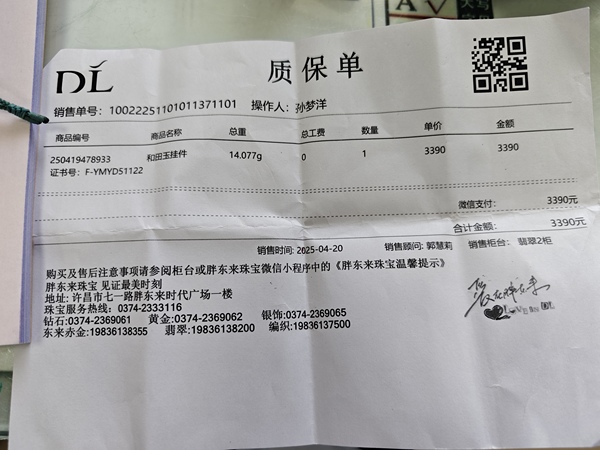 A V
DL
质保单
销售单号: 10022251101011371101 操作人: 孙梦洋
商品编号 商品名称 总重 总工费 数量 单价 金额
250419478933 和田玉挂件 14.077g 0 1 3390 3390
证书号: F-YMYD51122
微信支付: 3390元
合计金额: 3390元
销售时间: 2025-04-20 销售顾问: 郭慧莉 销售柜台: 翡翠2柜
购买及售后注意事项请参阅柜台或胖东来珠宝微信小程序中的《胖东来珠宝温馨提示》
胖东来珠宝 见证最美时刻
地址: 许昌市七一路胖东来时代广场一楼
珠宝服务热线: 0374-2333116
钻石:0374-2369061 黄金:0374-2369062 银饰:0374-2369065
东来赤金:19836138355 翡翠:19836138200 编织:19836137500
爱在胖东来